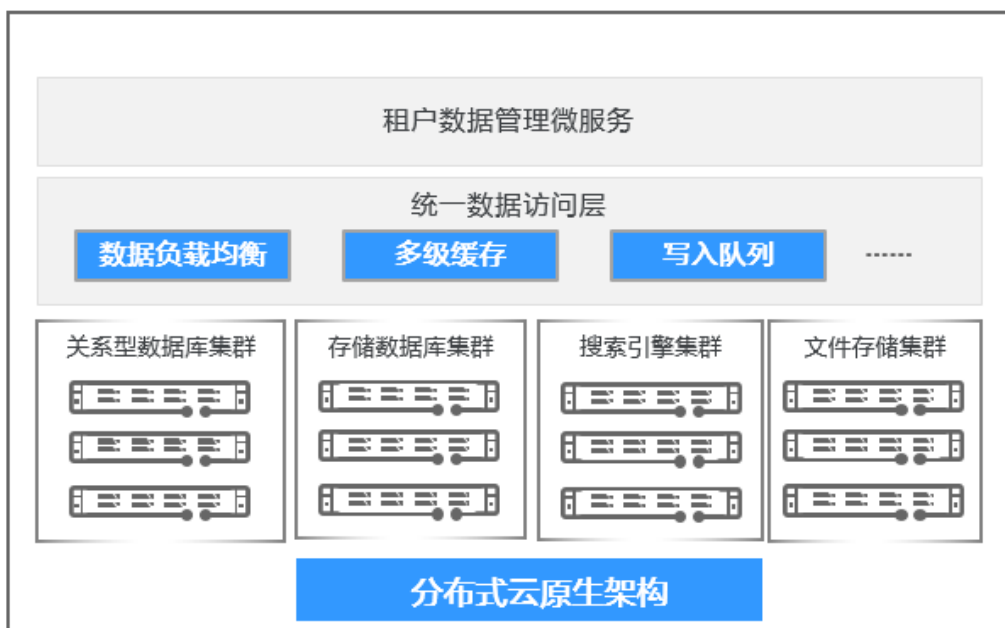 租户数据管理微服务
统一数据访问层
数据负载均衡
多级缓存
写入队列
······
关系型数据库集群
存储数据库集群
搜索引擎集群
文件存储集群
分布式云原生架构